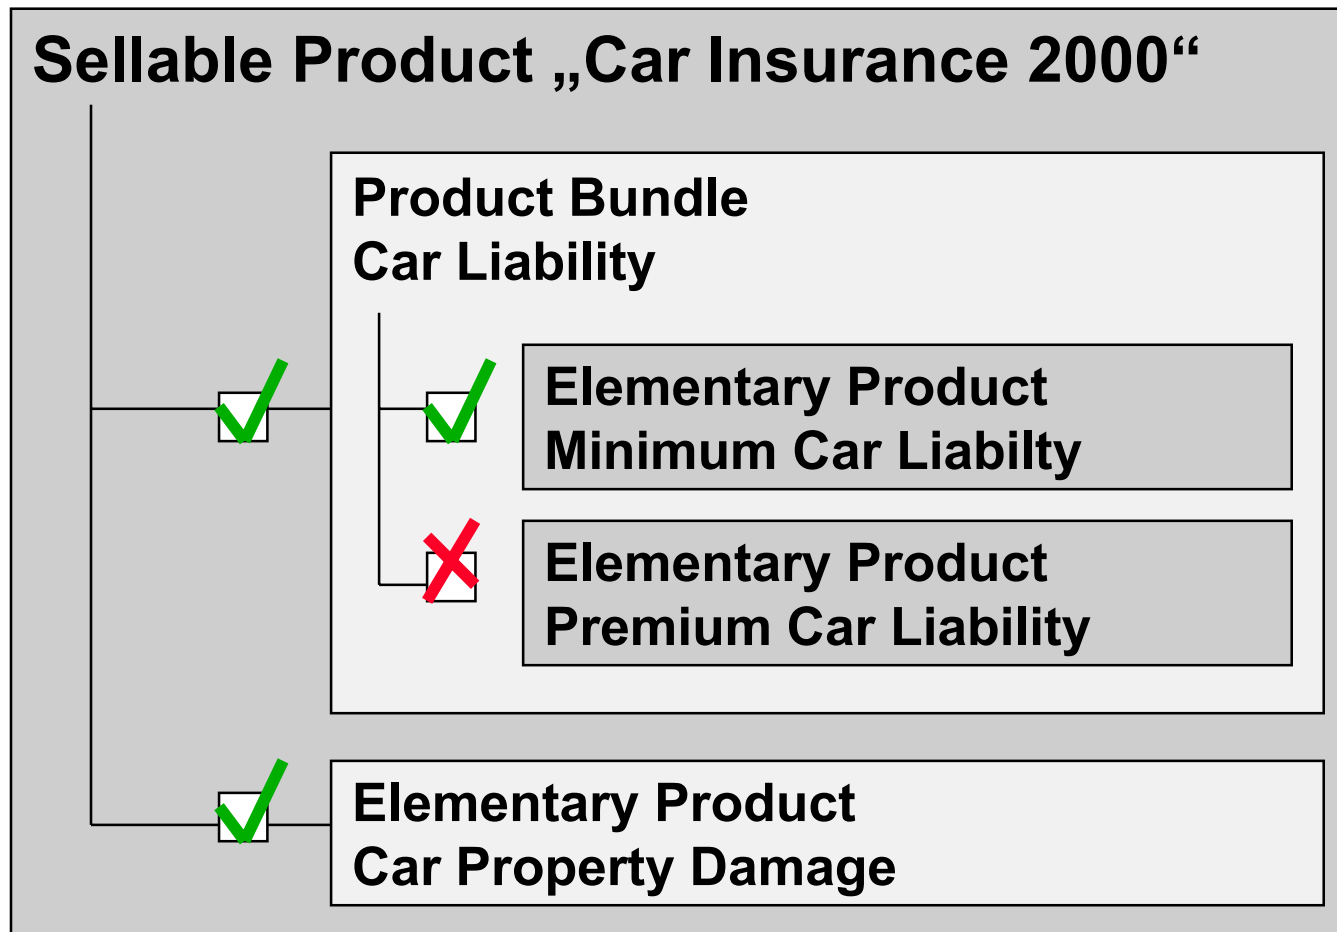 Sellable Product „Car Insurance 2000“
Product Bundle
Car Liability
Elementary Product
Minimum Car Liabilty
Elementary Product
Premium Car Liability
Elementary Product
Car Property Damage